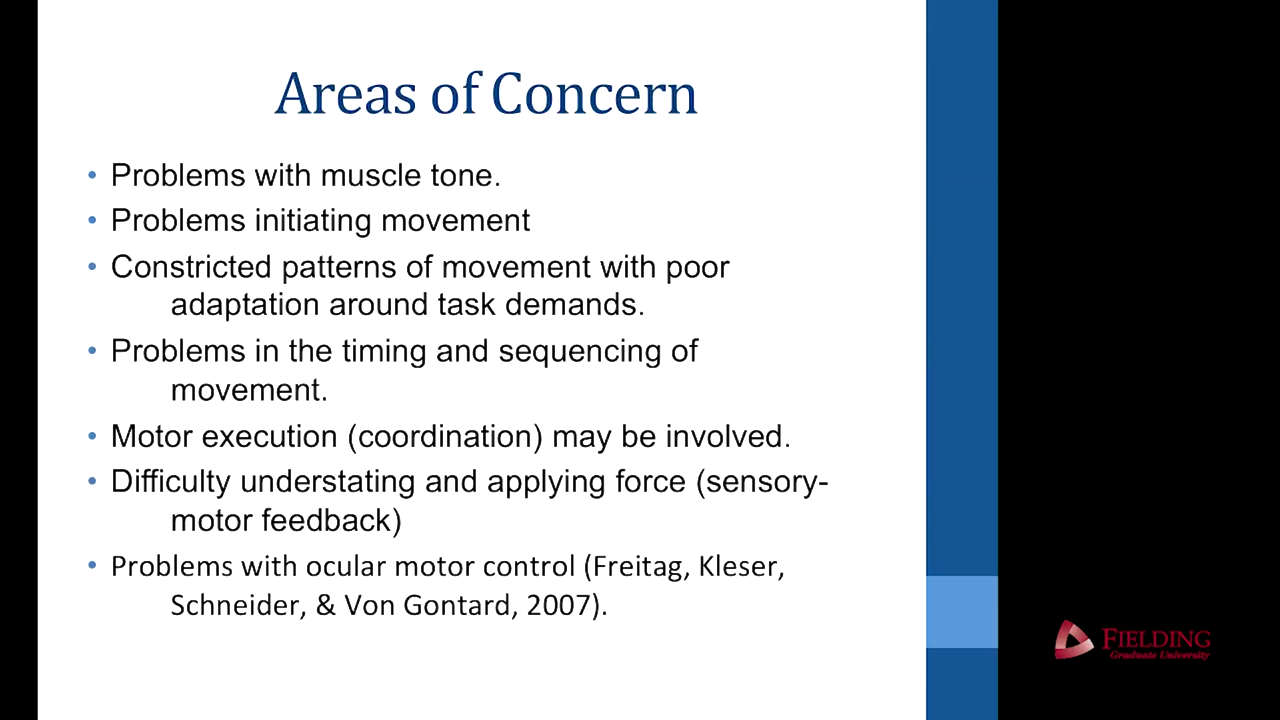 Areas of Concern
• Problems with muscle tone.
• Problems initiating movement
• Constricted patterns of movement with poor
adaptation around task demands.
• Problems in the timing and sequencing of
movement.
• Motor execution (coordination) may be involved.
• Difficulty understating and applying force (sensory-
motor feedback)
• Problems with ocular motor control (Freitag, Kleser,
Schneider, & Von Gontard, 2007).
FIELDING
Graduate University